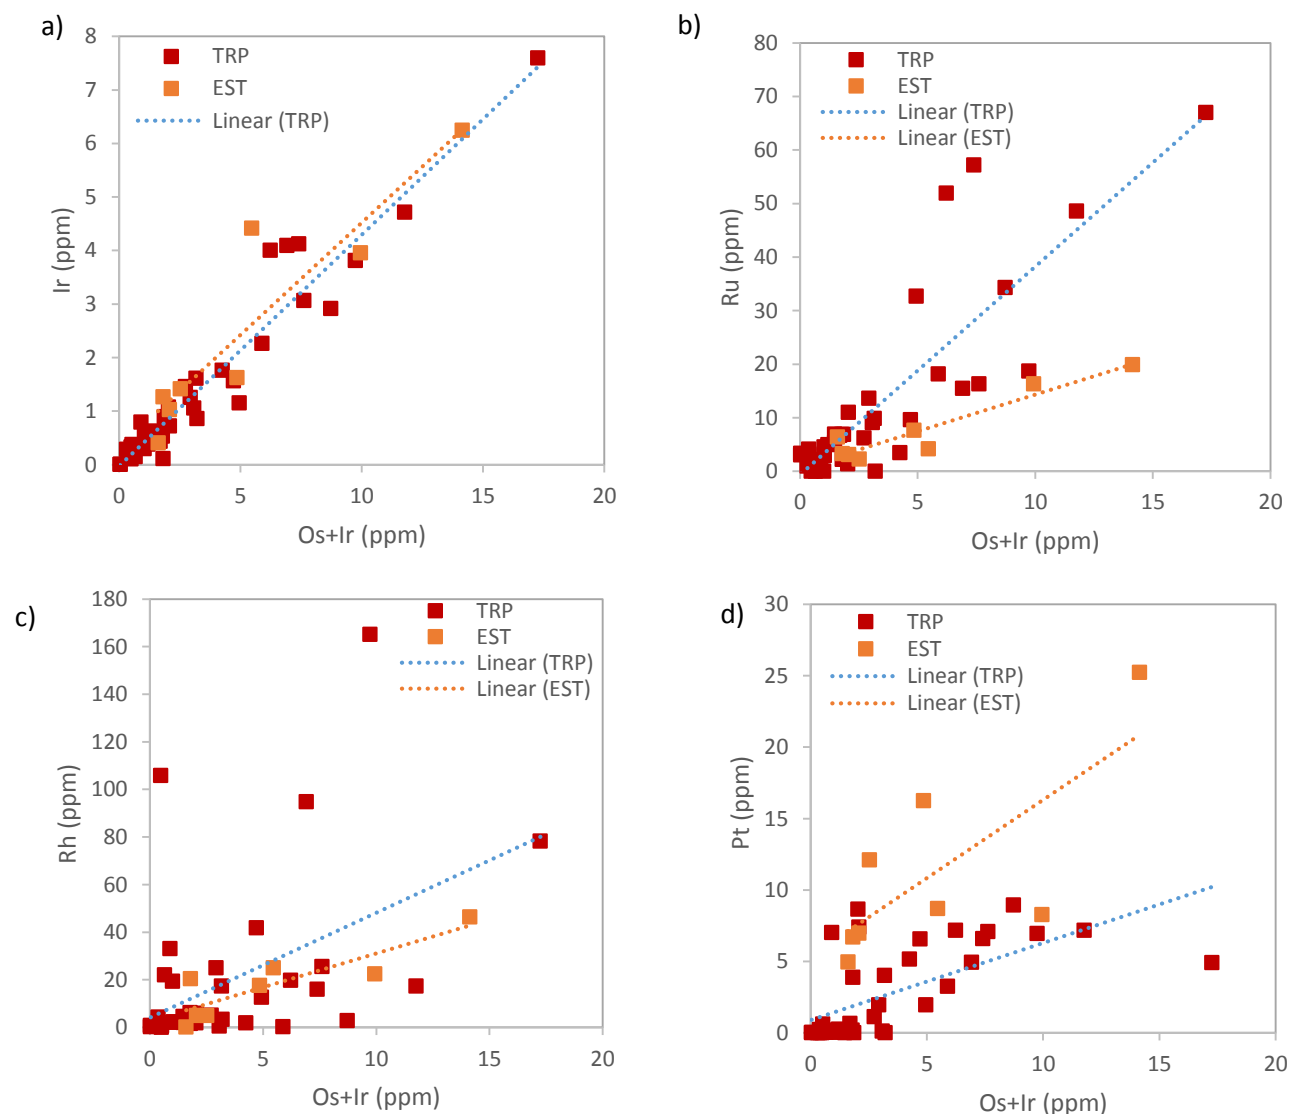 a)
8
7
6
5
4
3
2
1
0
0
5
10
15
20
Ir (ppm)
Os+Ir (ppm)
TRP
EST
Linear (TRP)
b)
80
70
60
50
40
30
20
10
0
0
5
10
15
20
Ru (ppm)
Os+Ir (ppm)
TRP
EST
Linear (TRP)
Linear (EST)
c)
180
160
140
120
100
80
60
40
20
0
0
5
10
15
20
Rh (ppm)
Os+Ir (ppm)
TRP
EST
Linear (TRP)
Linear (EST)
d)
30
25
20
15
10
5
0
0
5
10
15
20
Pt (ppm)
Os+Ir (ppm)
TRP
EST
Linear (TRP)
Linear (EST)